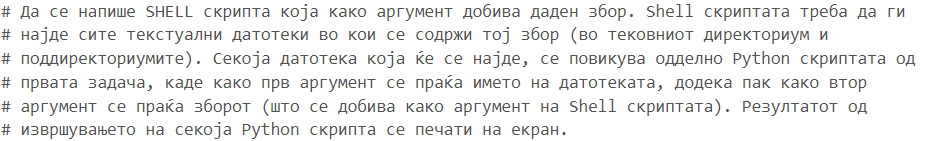 # Да се напише SHELL скрипта која како аргумент добива даден збор. Shell скриптата треба да ги
# најде сите текстуални датотеки во кои се содржи тој збор (во тековниот директориум и
# поддиректориумите). Секоја датотека која ќе се најде, се повикува одделно Python скриптата од
# првата задача, каде како прв аргумент се праќа името на датотеката, додека пак како втор
# аргумент се праќа зборот (што се добива како аргумент на Shell скриптата). Резултатот од
# извршувањето на секоја Python скрипта се печати на екран.